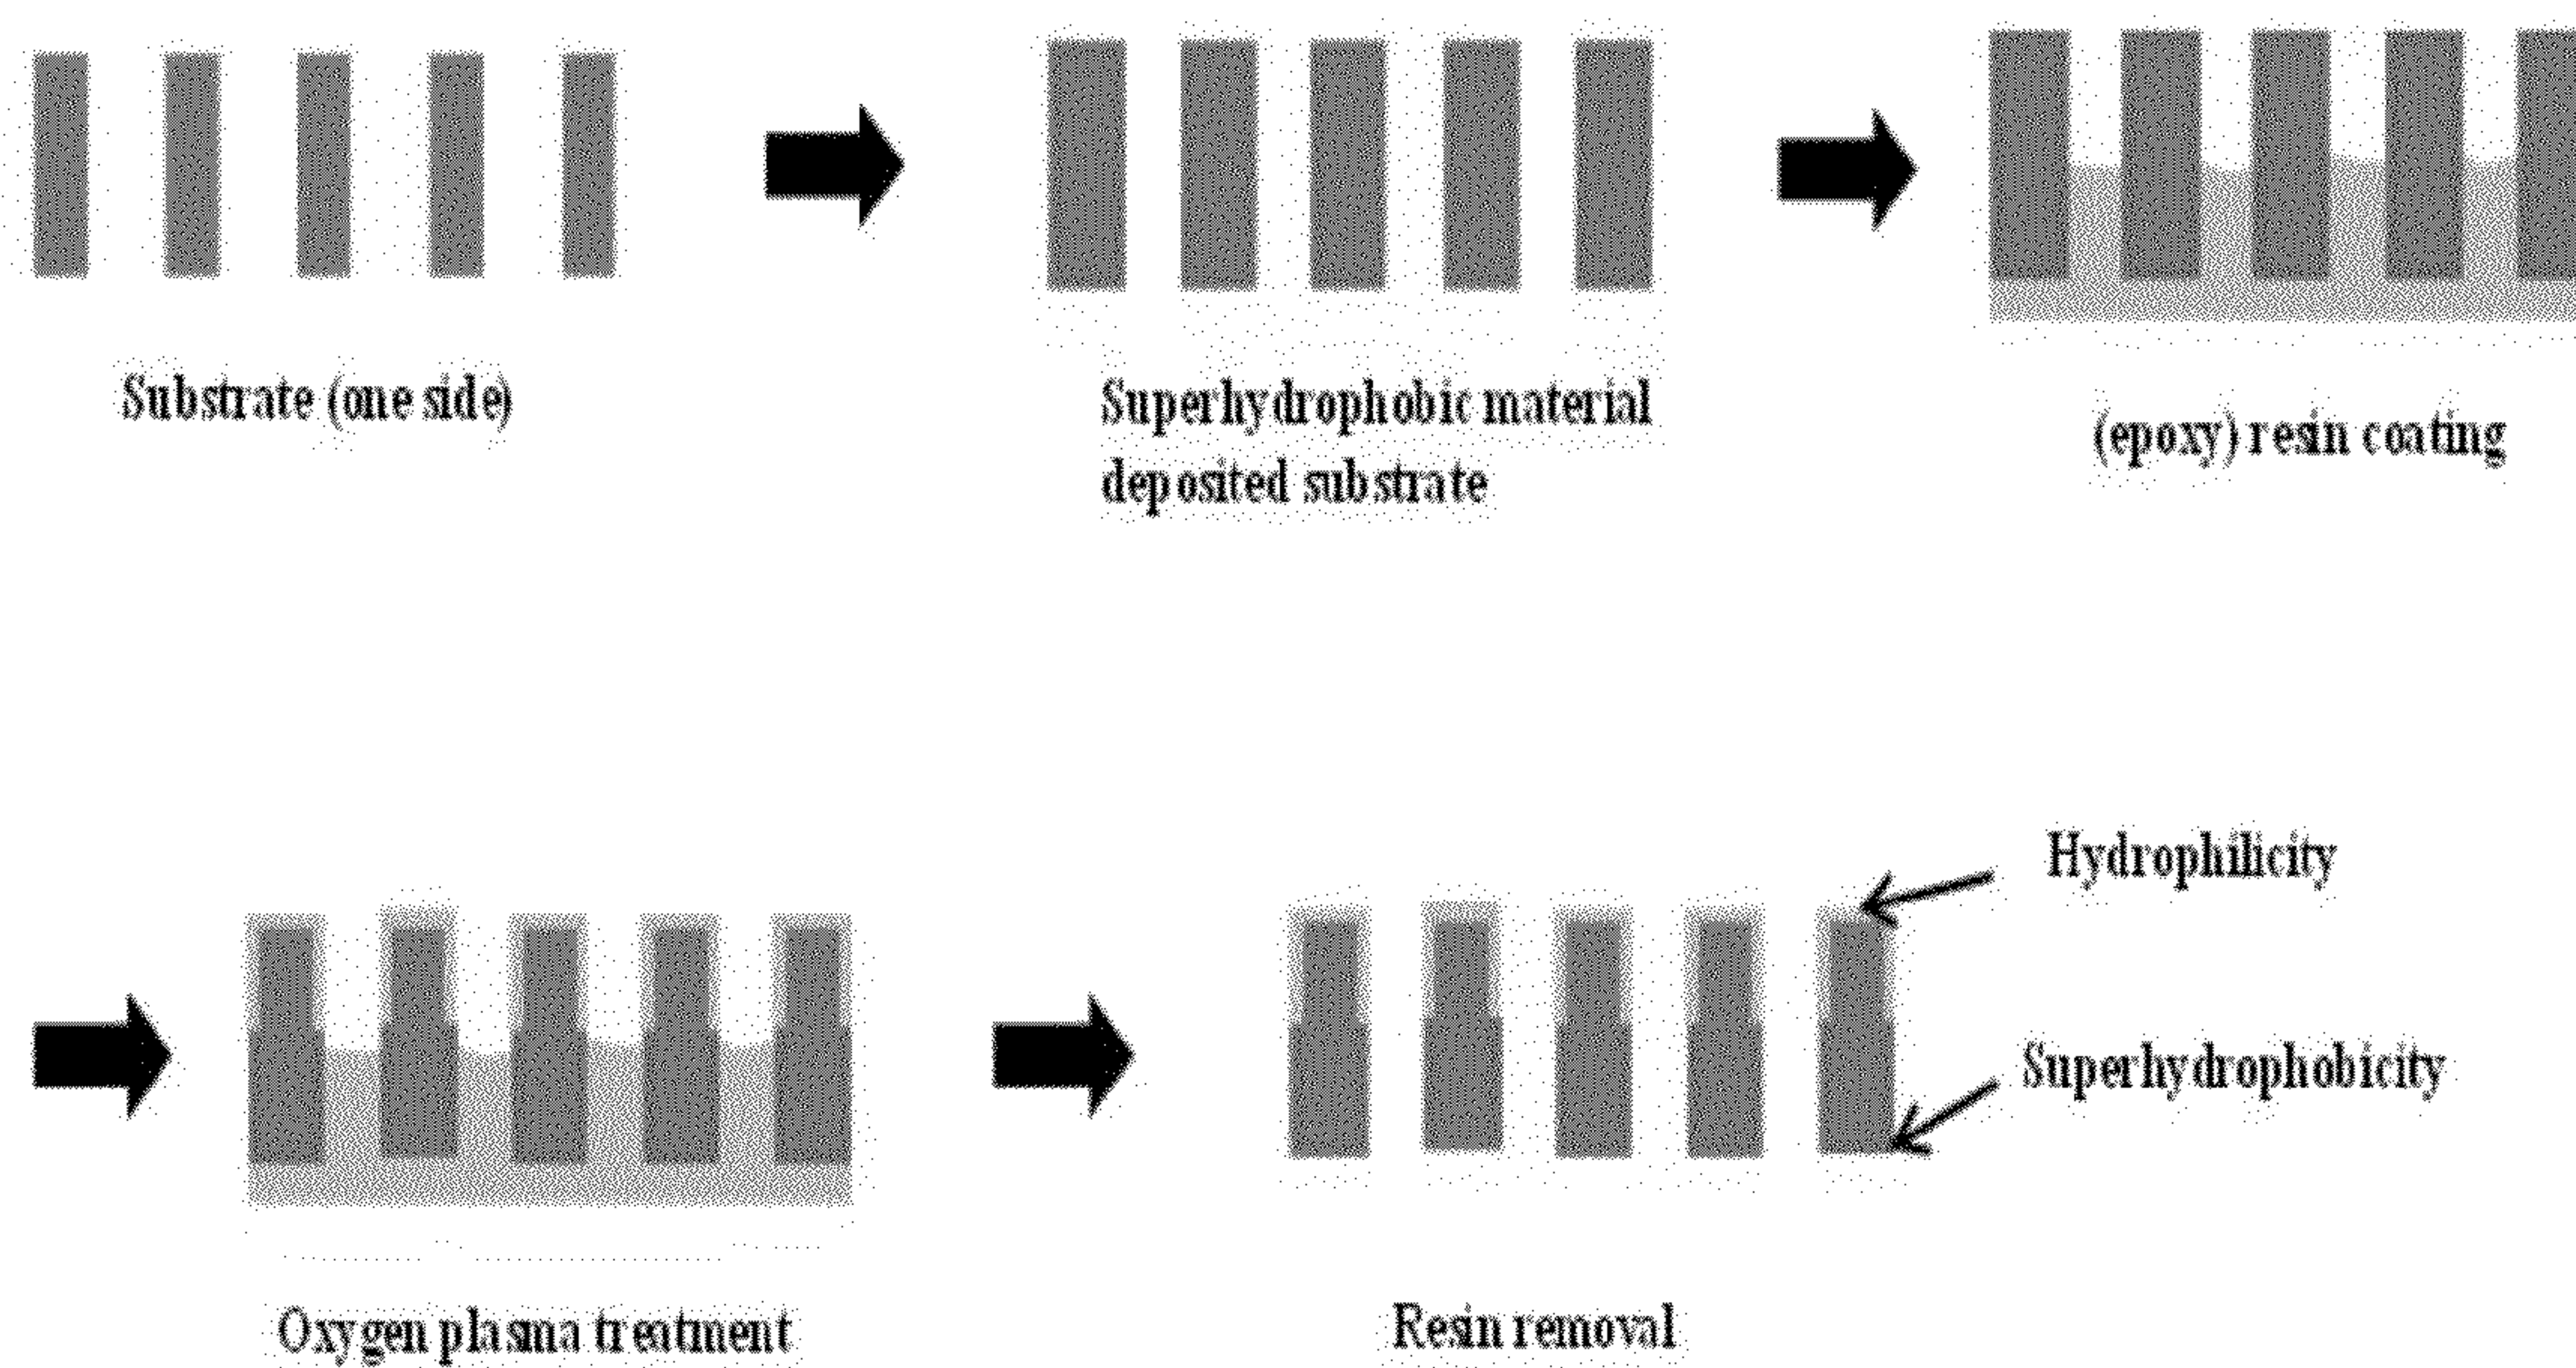 Substrate (one side)
Superhydrophobic material
deposited substrate
(epoxy) resin coating
Hydrophilicity
Superhydrophobicity
Oxygen plasma treatment
Resin removal